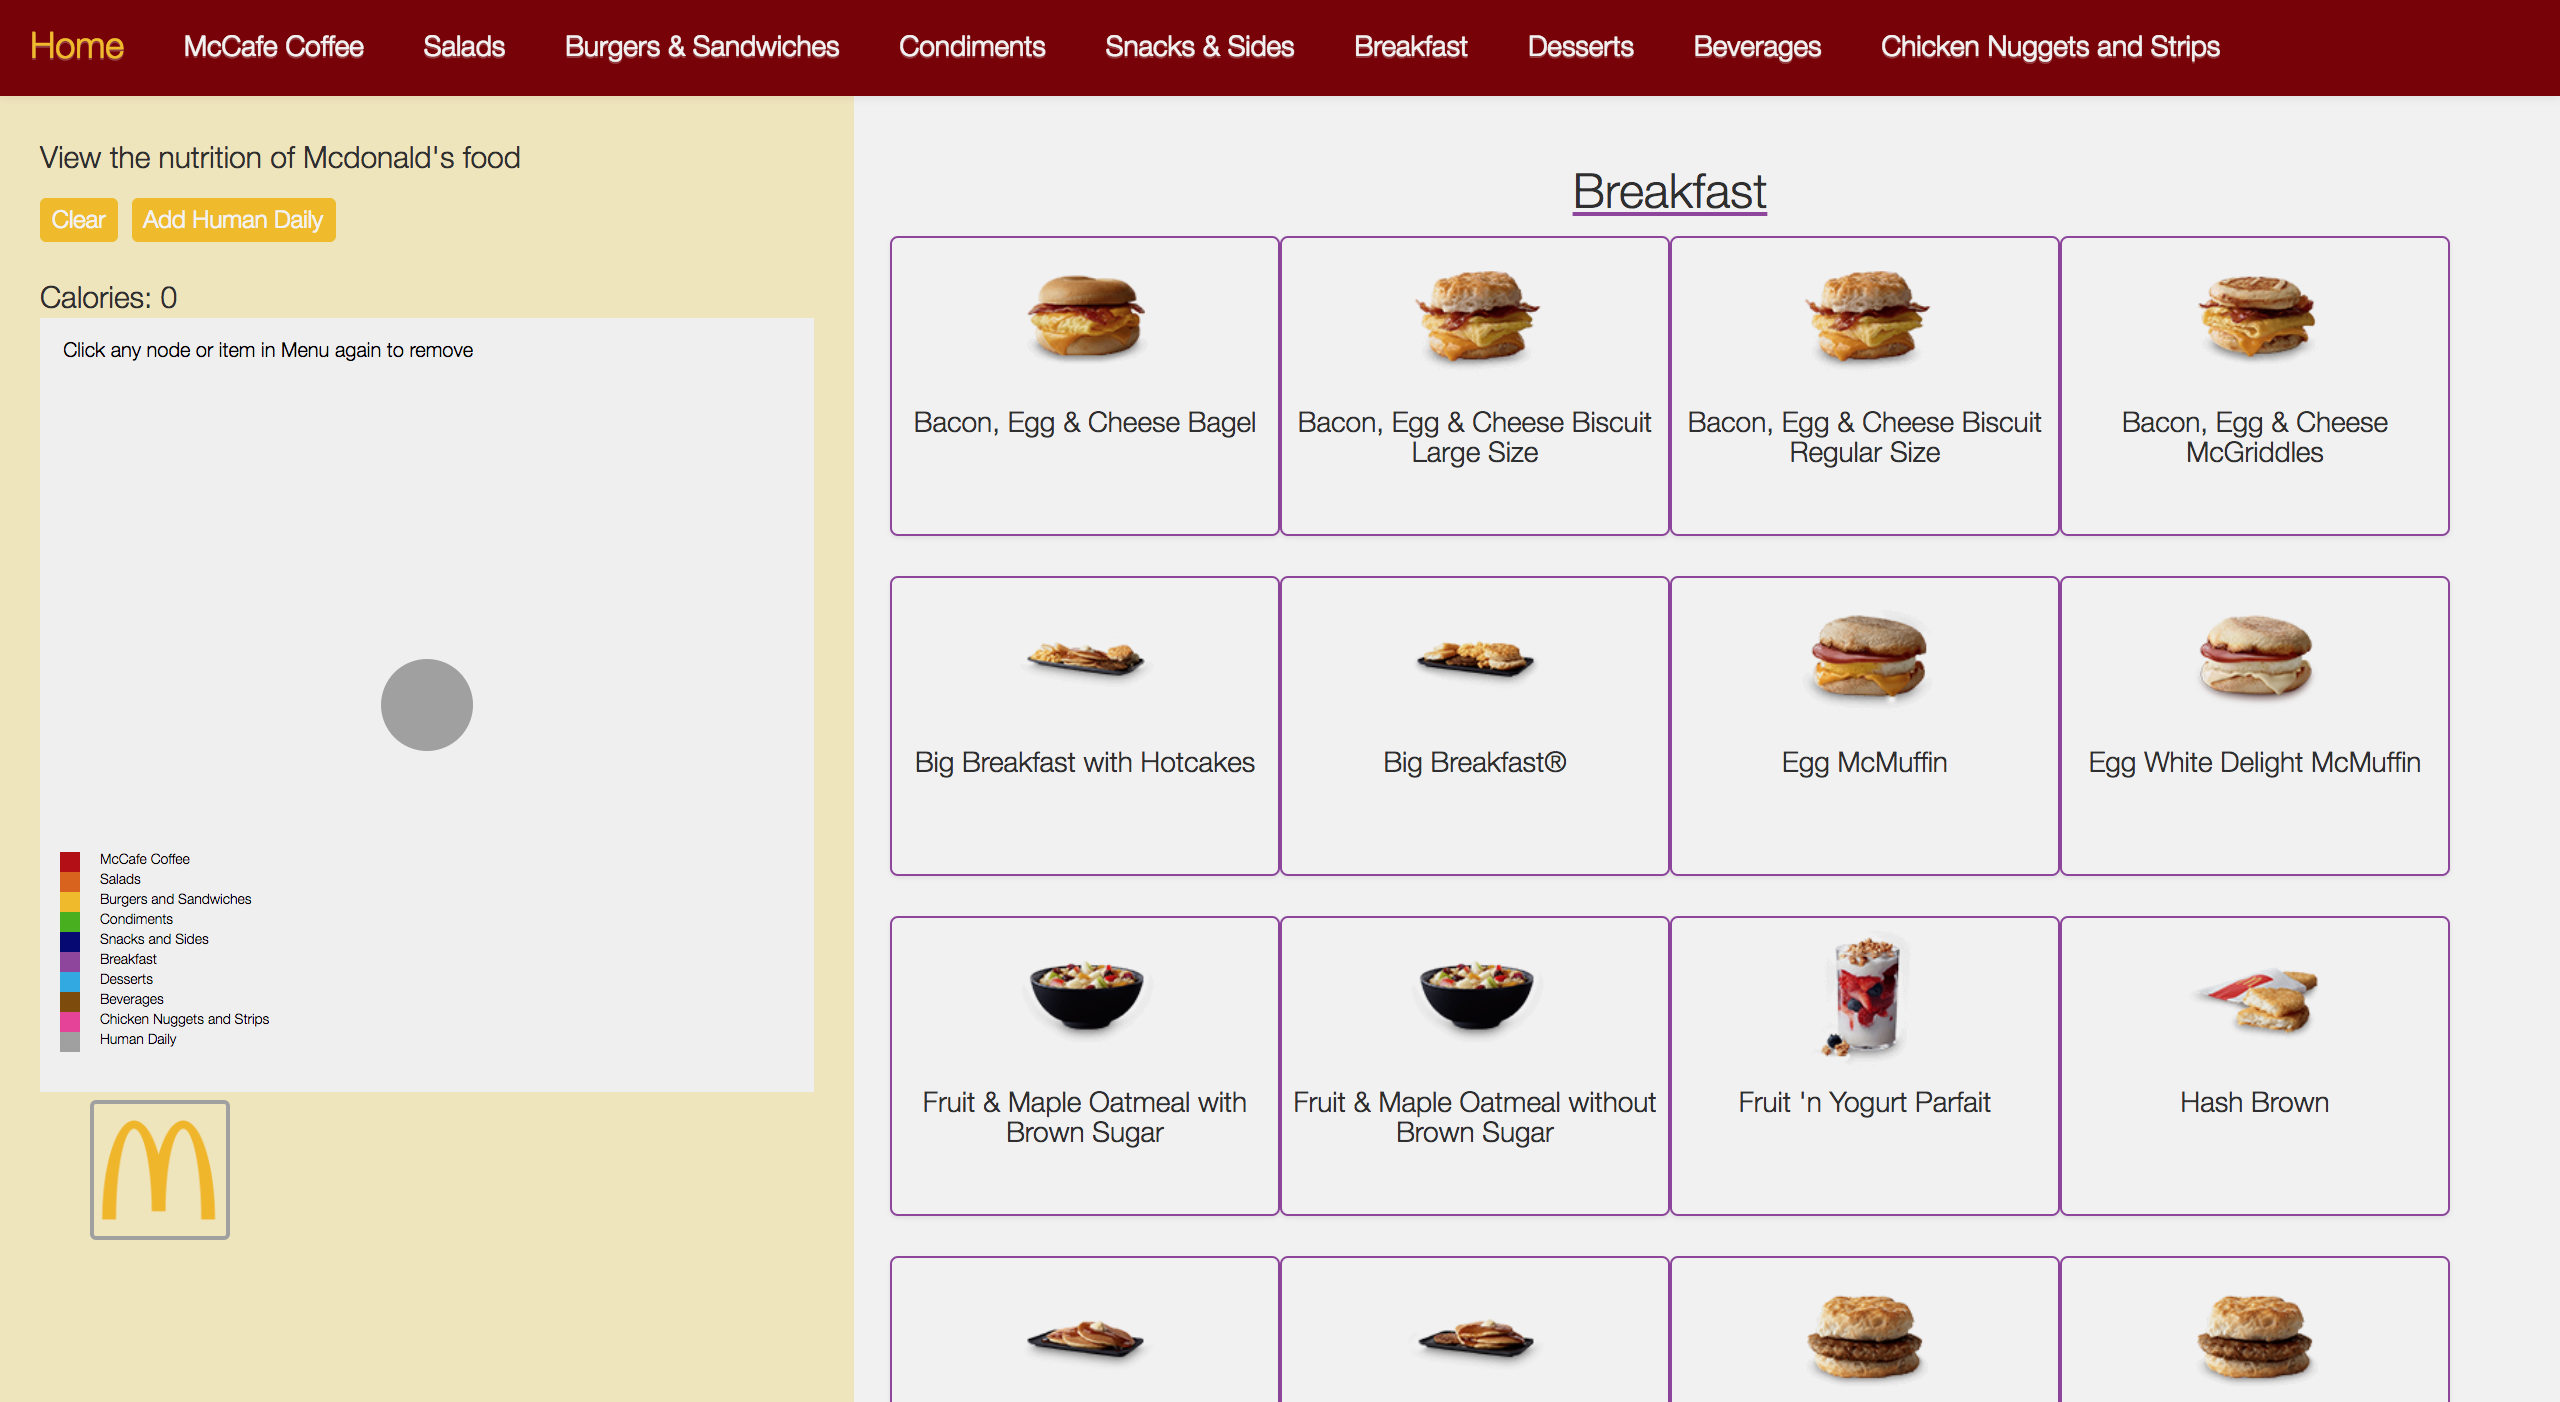 Home McCafe Coffee Salads Burgers & Sandwiches Condiments Snacks & Sides Breakfast Desserts Beverages Chicken Nuggets and Strips
View the nutrition of Mcdonald's food
Clear Add Human Daily
Calories: 0
Click any node or item in Menu again to remove
McCafe Coffee
Salads
Burgers and Sandwiches
Condiments
Snacks and Sides
Breakfast
Desserts
Beverages
Chicken Nuggets and Strips
Human Daily
Breakfast
Bacon, Egg & Cheese Bagel
Bacon, Egg & Cheese Biscuit
Large Size
Bacon, Egg & Cheese Biscuit
Regular Size
Bacon, Egg & Cheese
McGriddles
Big Breakfast with Hotcakes
Big Breakfast®
Egg McMuffin
Egg White Delight McMuffin
Fruit & Maple Oatmeal with
Brown Sugar
Fruit & Maple Oatmeal without
Brown Sugar
Fruit 'n Yogurt Parfait
Hash Brown